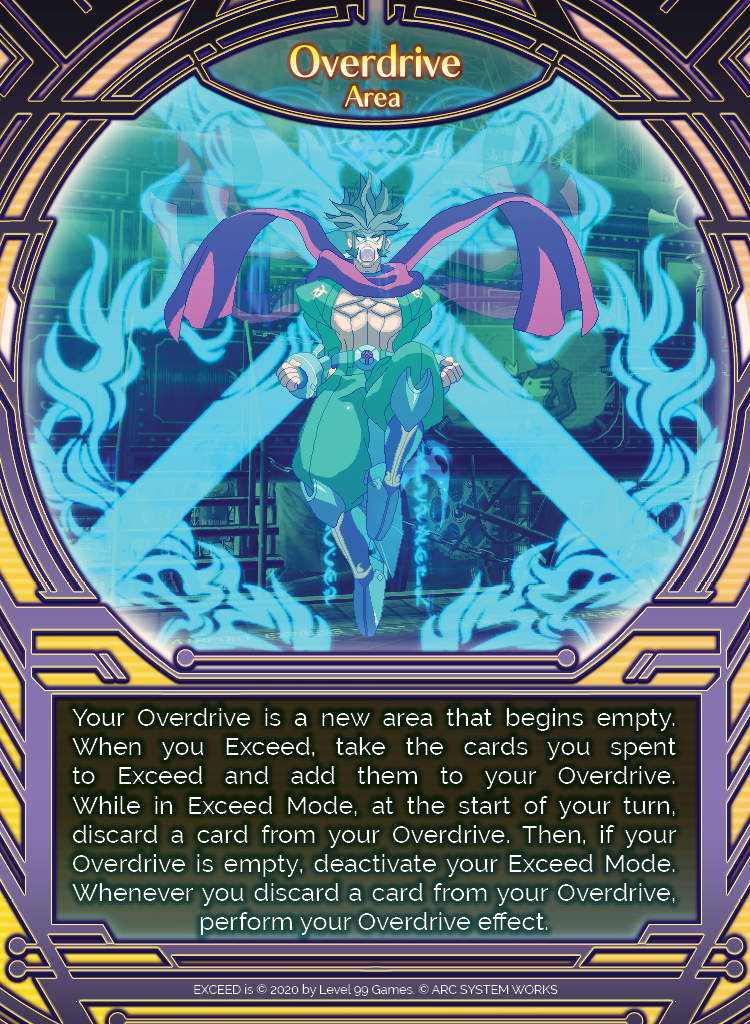 Overdrive
Area
Your Overdrive is a new area that begins empty.
When you Exceed, take the cards you spent
to Exceed and add them to your Overdrive.
While in Exceed Mode, at the start of your turn,
discard a card from your Overdrive. Then, if your
Overdrive is empty, deactivate your Exceed Mode.
Whenever you discard a card from your Overdrive,
perform your Overdrive effect.
EXCEED is © 2020 by Level 99 Games. © ARC SYSTEM WORKS